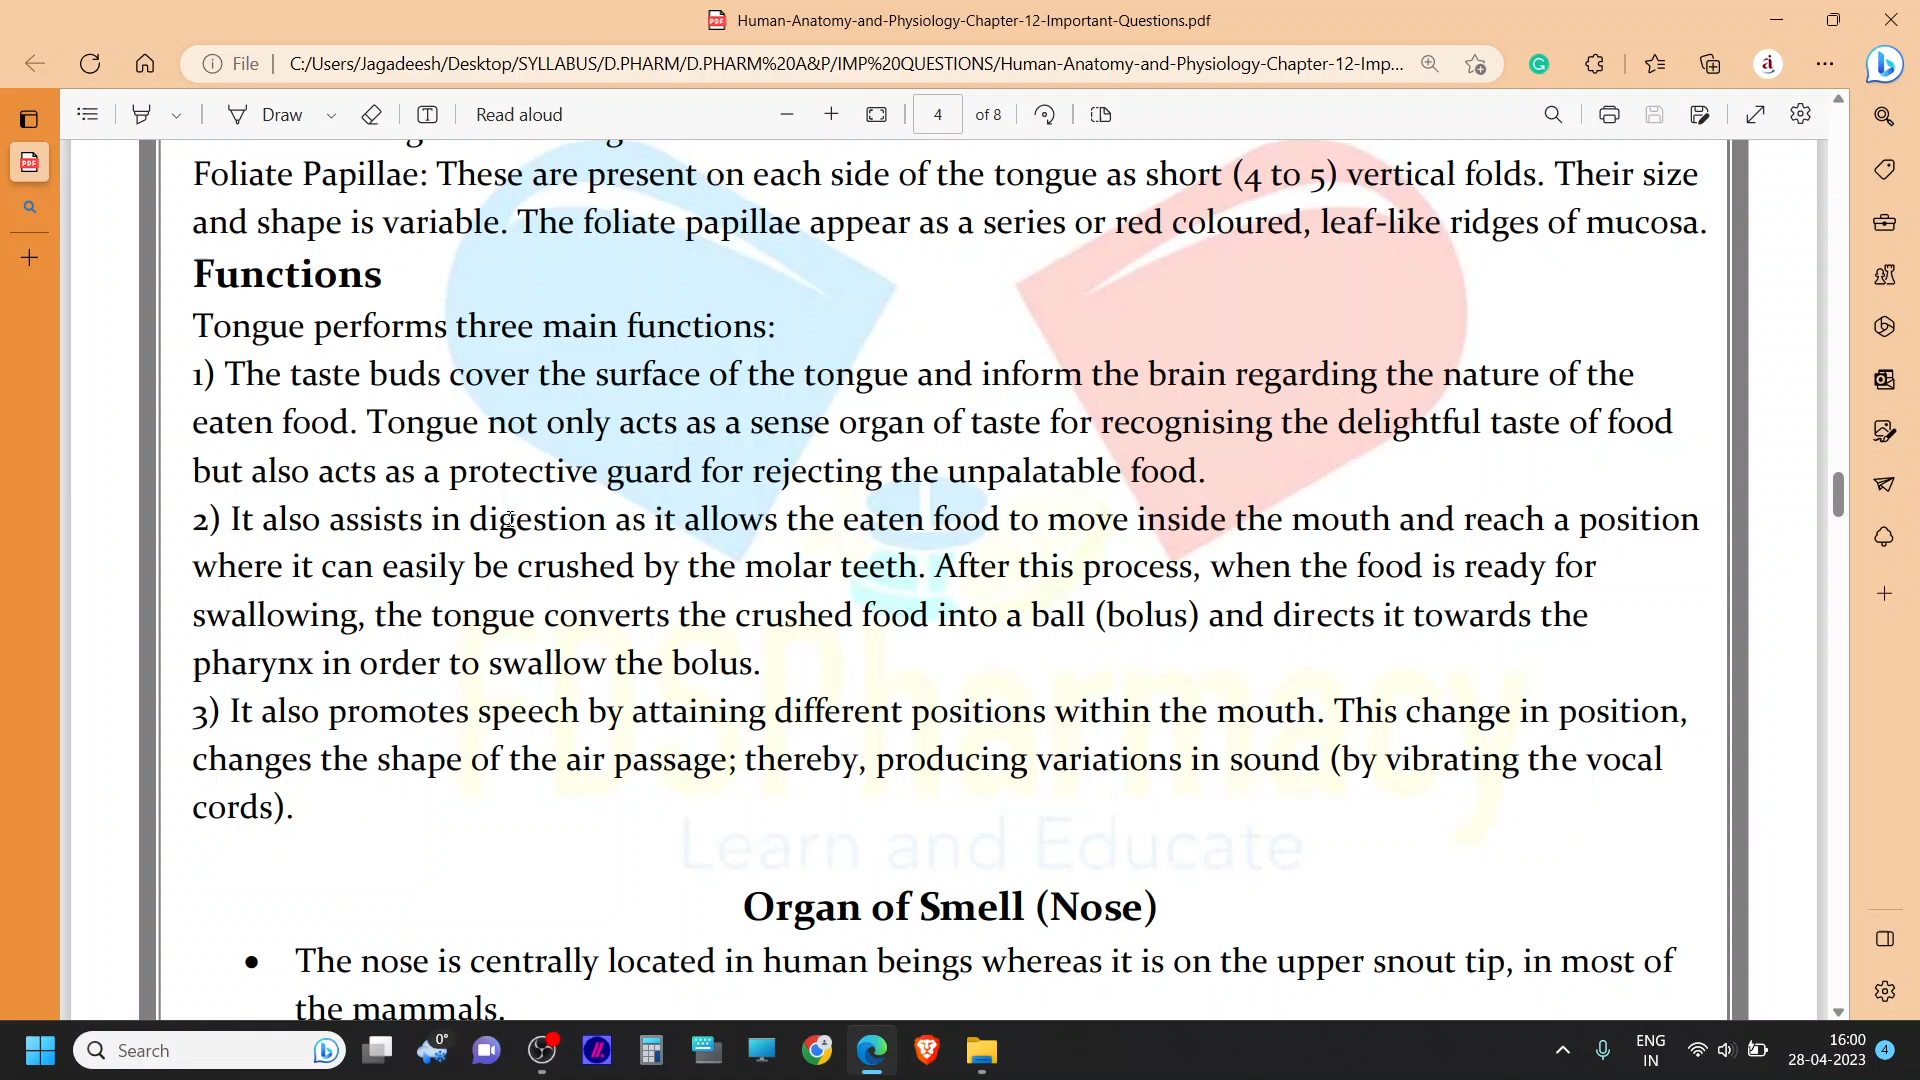 Human-Anatomy-and-Physiology-Chapter-12-Important-Questions.pdf
File
C:/Users/Jagadeesh/Desktop/SYLLABUS/D.PHARM/D.PHARM%20A&P/IMP%20QUESTIONS/Human-Anatomy-and-Physiology-Chapter-12-Imp...
Draw
Read aloud
4 of 8
Foliate Papillae: These are present on each side of the tongue as short (4 to 5) vertical folds. Their size
and shape is variable. The foliate papillae appear as a series or red coloured, leaf-like ridges of mucosa.
Functions
Tongue performs three main functions:
1) The taste buds cover the surface of the tongue and inform the brain regarding the nature of the
eaten food. Tongue not only acts as a sense organ of taste for recognising the delightful taste of food
but also acts as a protective guard for rejecting the unpalatable food.
2) It also assists in digestion as it allows the eaten food to move inside the mouth and reach a position
where it can easily be crushed by the molar teeth. After this process, when the food is ready for
swallowing, the tongue converts the crushed food into a ball (bolus) and directs it towards the
pharynx in order to swallow the bolus.
3) It also promotes speech by attaining different positions within the mouth. This change in position,
changes the shape of the air passage; thereby, producing variations in sound (by vibrating the vocal
cords).
FDSPharmacy
Learn and Educate
Organ of Smell (Nose)
• The nose is centrally located in human beings whereas it is on the upper snout tip, in most of
the mammals.
Search
0°
ENG
IN
16:00
28-04-2023
4